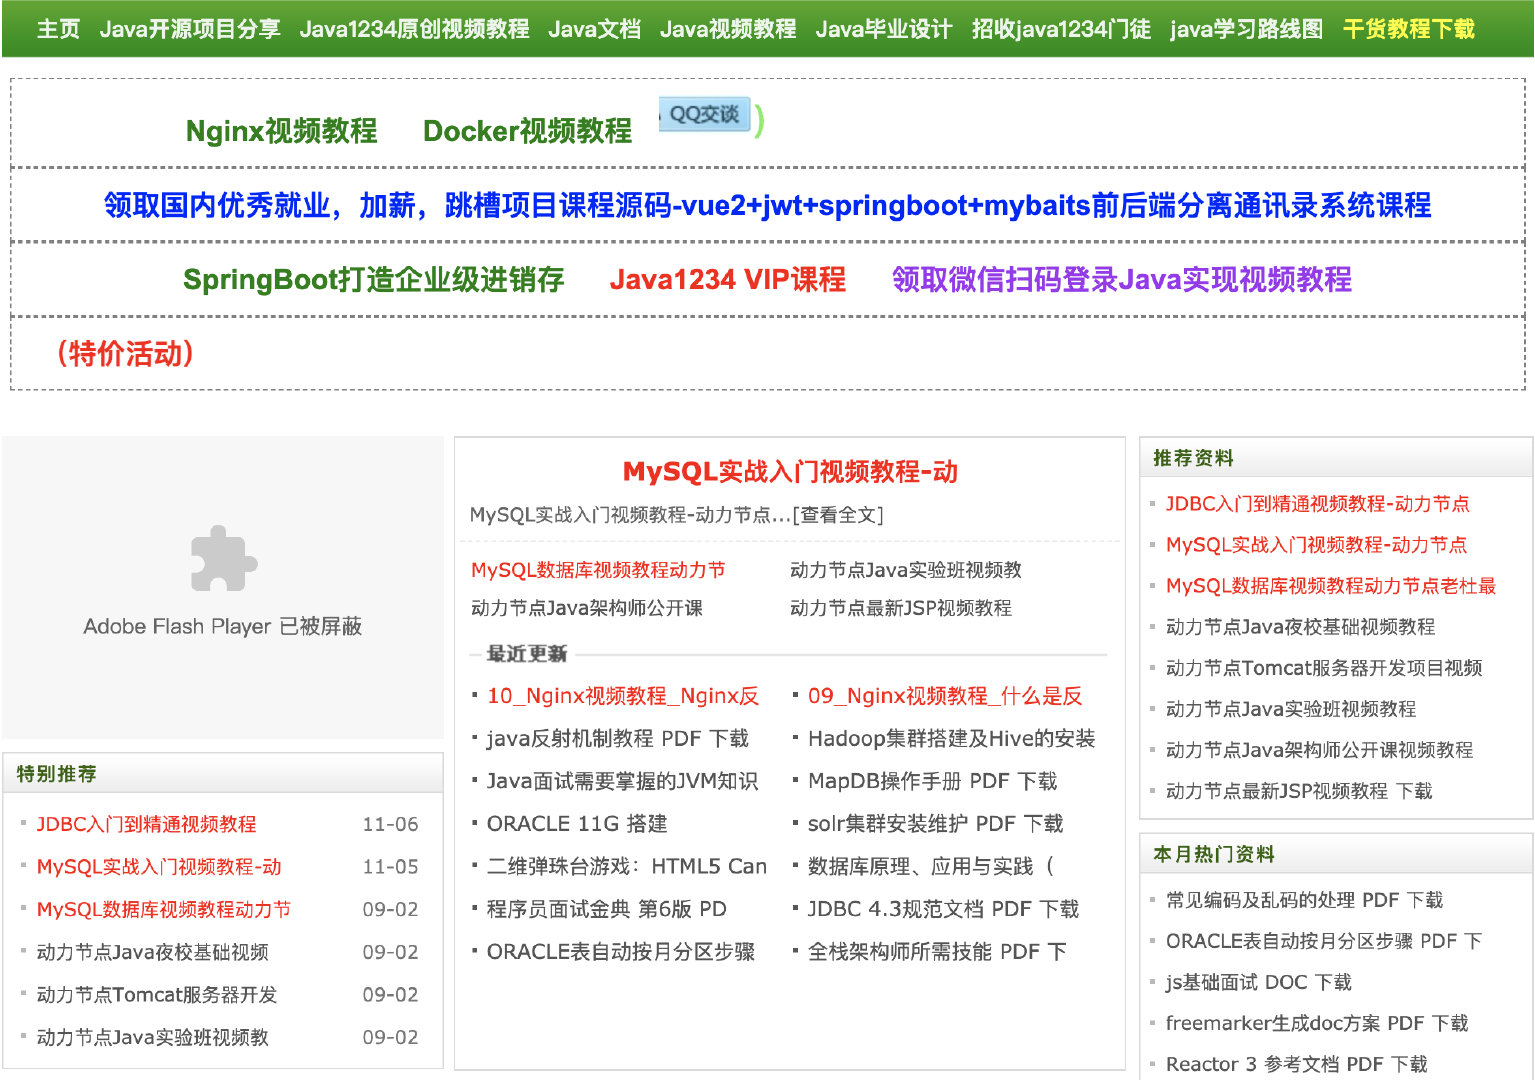 主页 Java开源项目分享 Java1234原创视频教程 Java文档 Java视频教程 Java毕业设计 招收java1234门徒 java学习路线图 干货教程下载
Nginx视频教程 Docker视频教程 QQ交谈 )
领取国内优秀就业，加薪，跳槽项目课程源码-vue2+jwt+springboot+mybaits前后端分离通讯录系统课程
SpringBoot打造企业级进销存 Java1234 VIP课程 领取微信扫码登录Java实现视频教程
（特价活动）
Adobe Flash Player 已被屏蔽
特别推荐
JDBC入门到精通视频教程 11-06
MySQL实战入门视频教程-动 11-05
MySQL数据库视频教程动力节 09-02
动力节点Java夜校基础视频 09-02
动力节点Tomcat服务器开发 09-02
动力节点Java实验班视频教 09-02
MySQL实战入门视频教程-动
MySQL实战入门视频教程-动力节点...[查看全文]
MySQL数据库视频教程动力节 动力节点Java实验班视频教
动力节点Java架构师公开课 动力节点最新JSP视频教程
最近更新
10_Nginx视频教程_Nginx反 09_Nginx视频教程_什么是反
java反射机制教程 PDF 下载 Hadoop集群搭建及Hive的安装
Java面试需要掌握的JVM知识 MapDB操作手册 PDF 下载
ORACLE 11G 搭建 solr集群安装维护 PDF 下载
二维弹珠台游戏：HTML5 Can 数据库原理、应用与实践（
程序员面试金典 第6版 PD JDBC 4.3规范文档 PDF 下载
ORACLE表自动按月分区步骤 全栈架构师所需技能 PDF 下
推荐资料
JDBC入门到精通视频教程-动力节点
MySQL实战入门视频教程-动力节点
MySQL数据库视频教程动力节点老杜最
动力节点Java夜校基础视频教程
动力节点Tomcat服务器开发项目视频
动力节点Java实验班视频教程
动力节点Java架构师公开课视频教程
动力节点最新JSP视频教程 下载
本月热门资料
常见编码及乱码的处理 PDF 下载
ORACLE表自动按月分区步骤 PDF 下
js基础面试 DOC 下载
freemarker生成doc方案 PDF 下载
Reactor 3 参考文档 PDF 下载